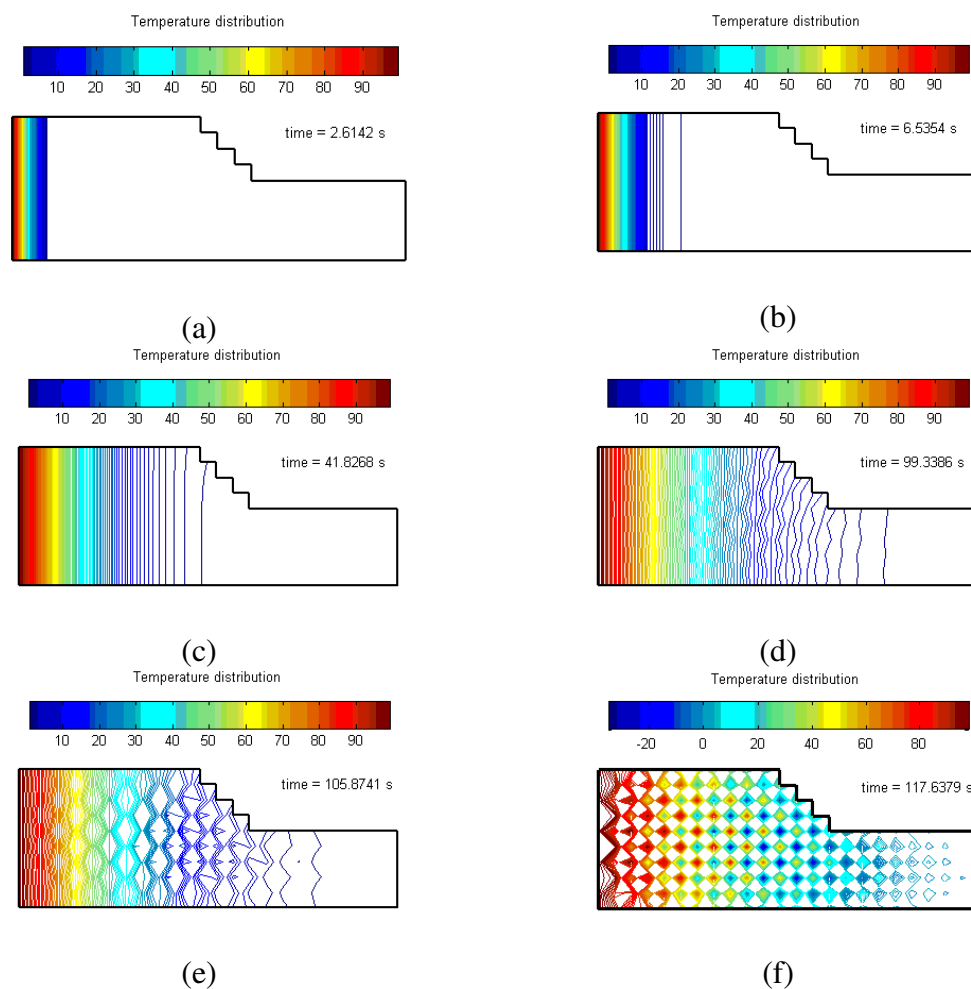 Temperature distribution
10 20 30 40 50 60 70 80 90
time = 2.6142 s
(a)
Temperature distribution
10 20 30 40 50 60 70 80 90
time = 6.5354 s
(b)
Temperature distribution
10 20 30 40 50 60 70 80 90
time = 41.8268 s
(c)
Temperature distribution
10 20 30 40 50 60 70 80 90
time = 99.3386 s
(d)
Temperature distribution
10 20 30 40 50 60 70 80 90
time = 105.8741 s
(e)
Temperature distribution
-20 0 20 40 60 80
time = 117.6379 s
(f)